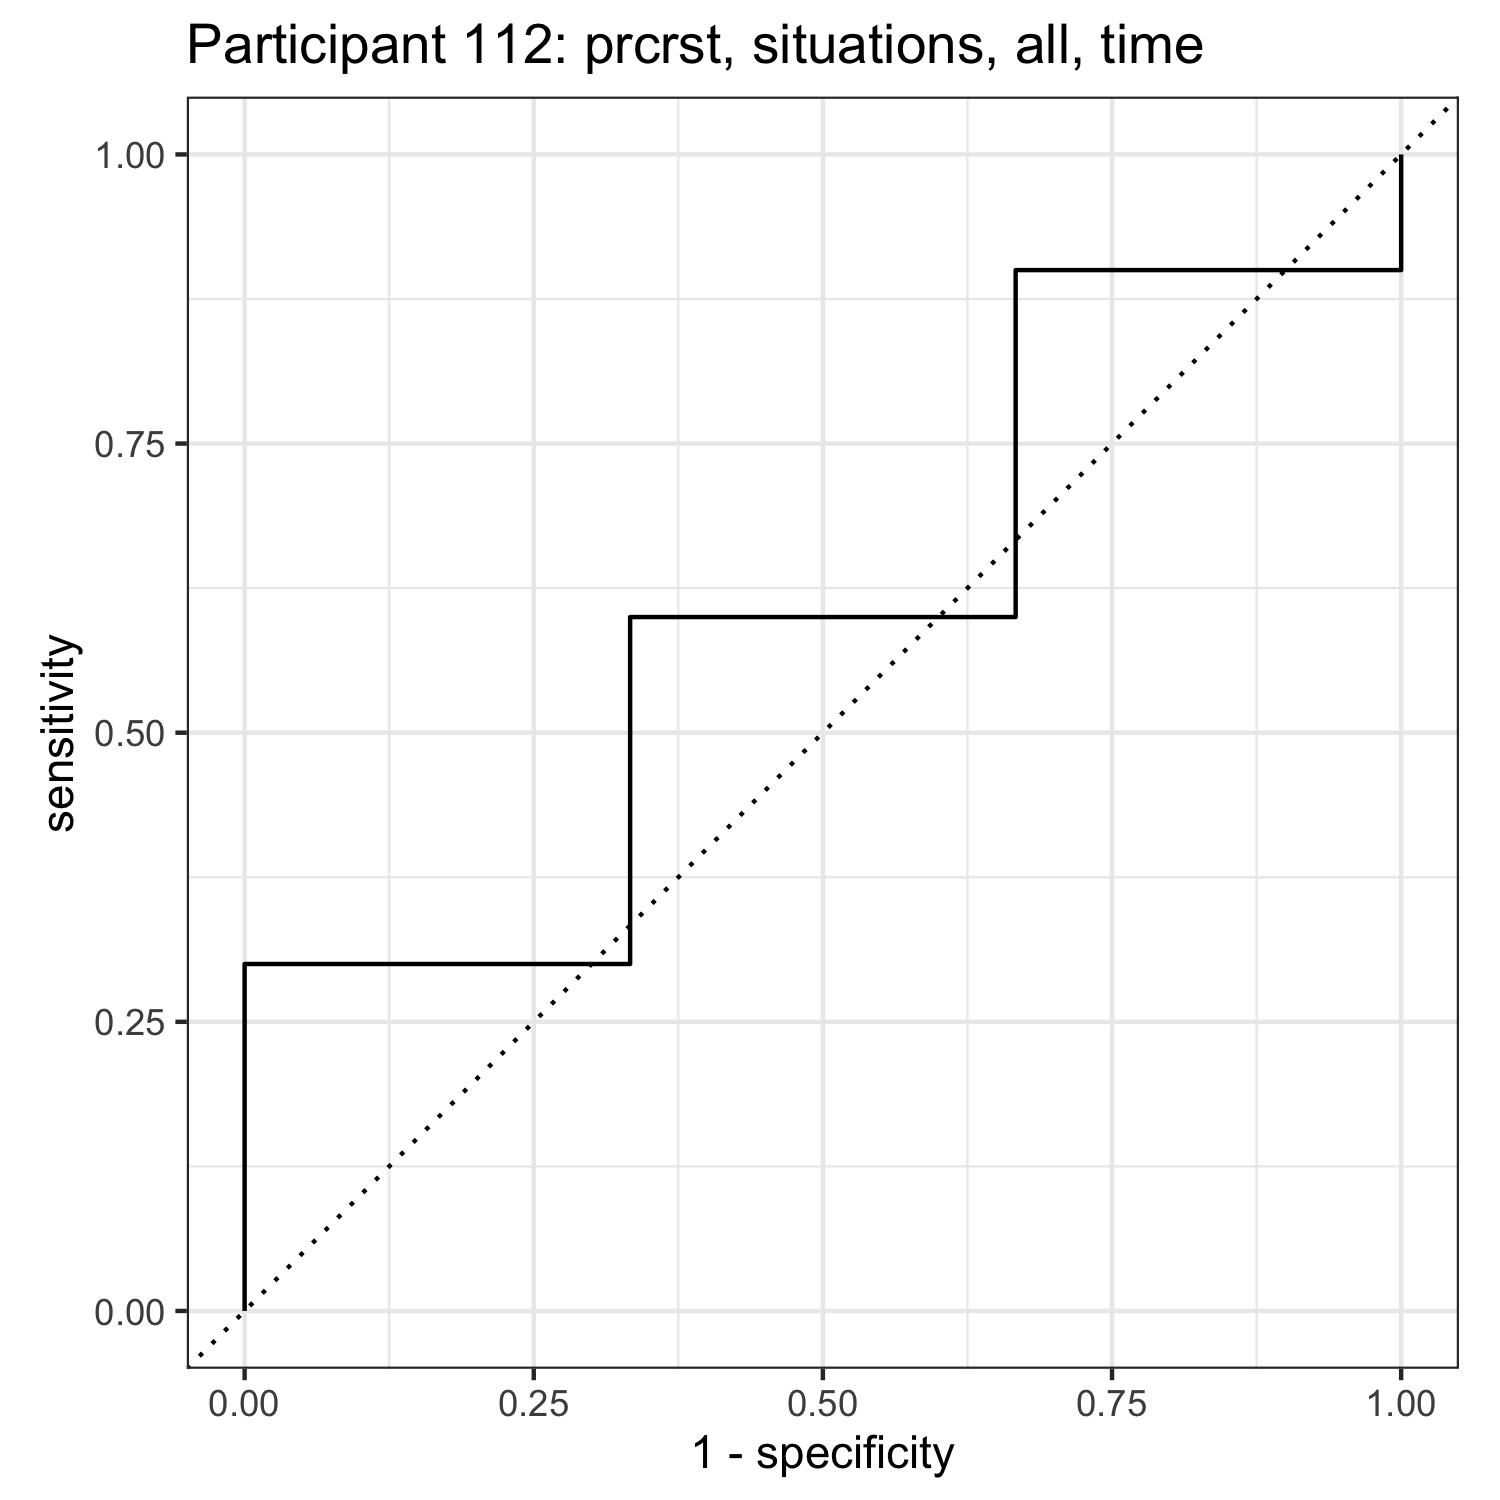 Participant 112: prcrst, situations, all, time
1.00
0.75
0.50
0.25
0.00
sensitivity
0.00 0.25 0.50 0.75 1.00
1 - specificity